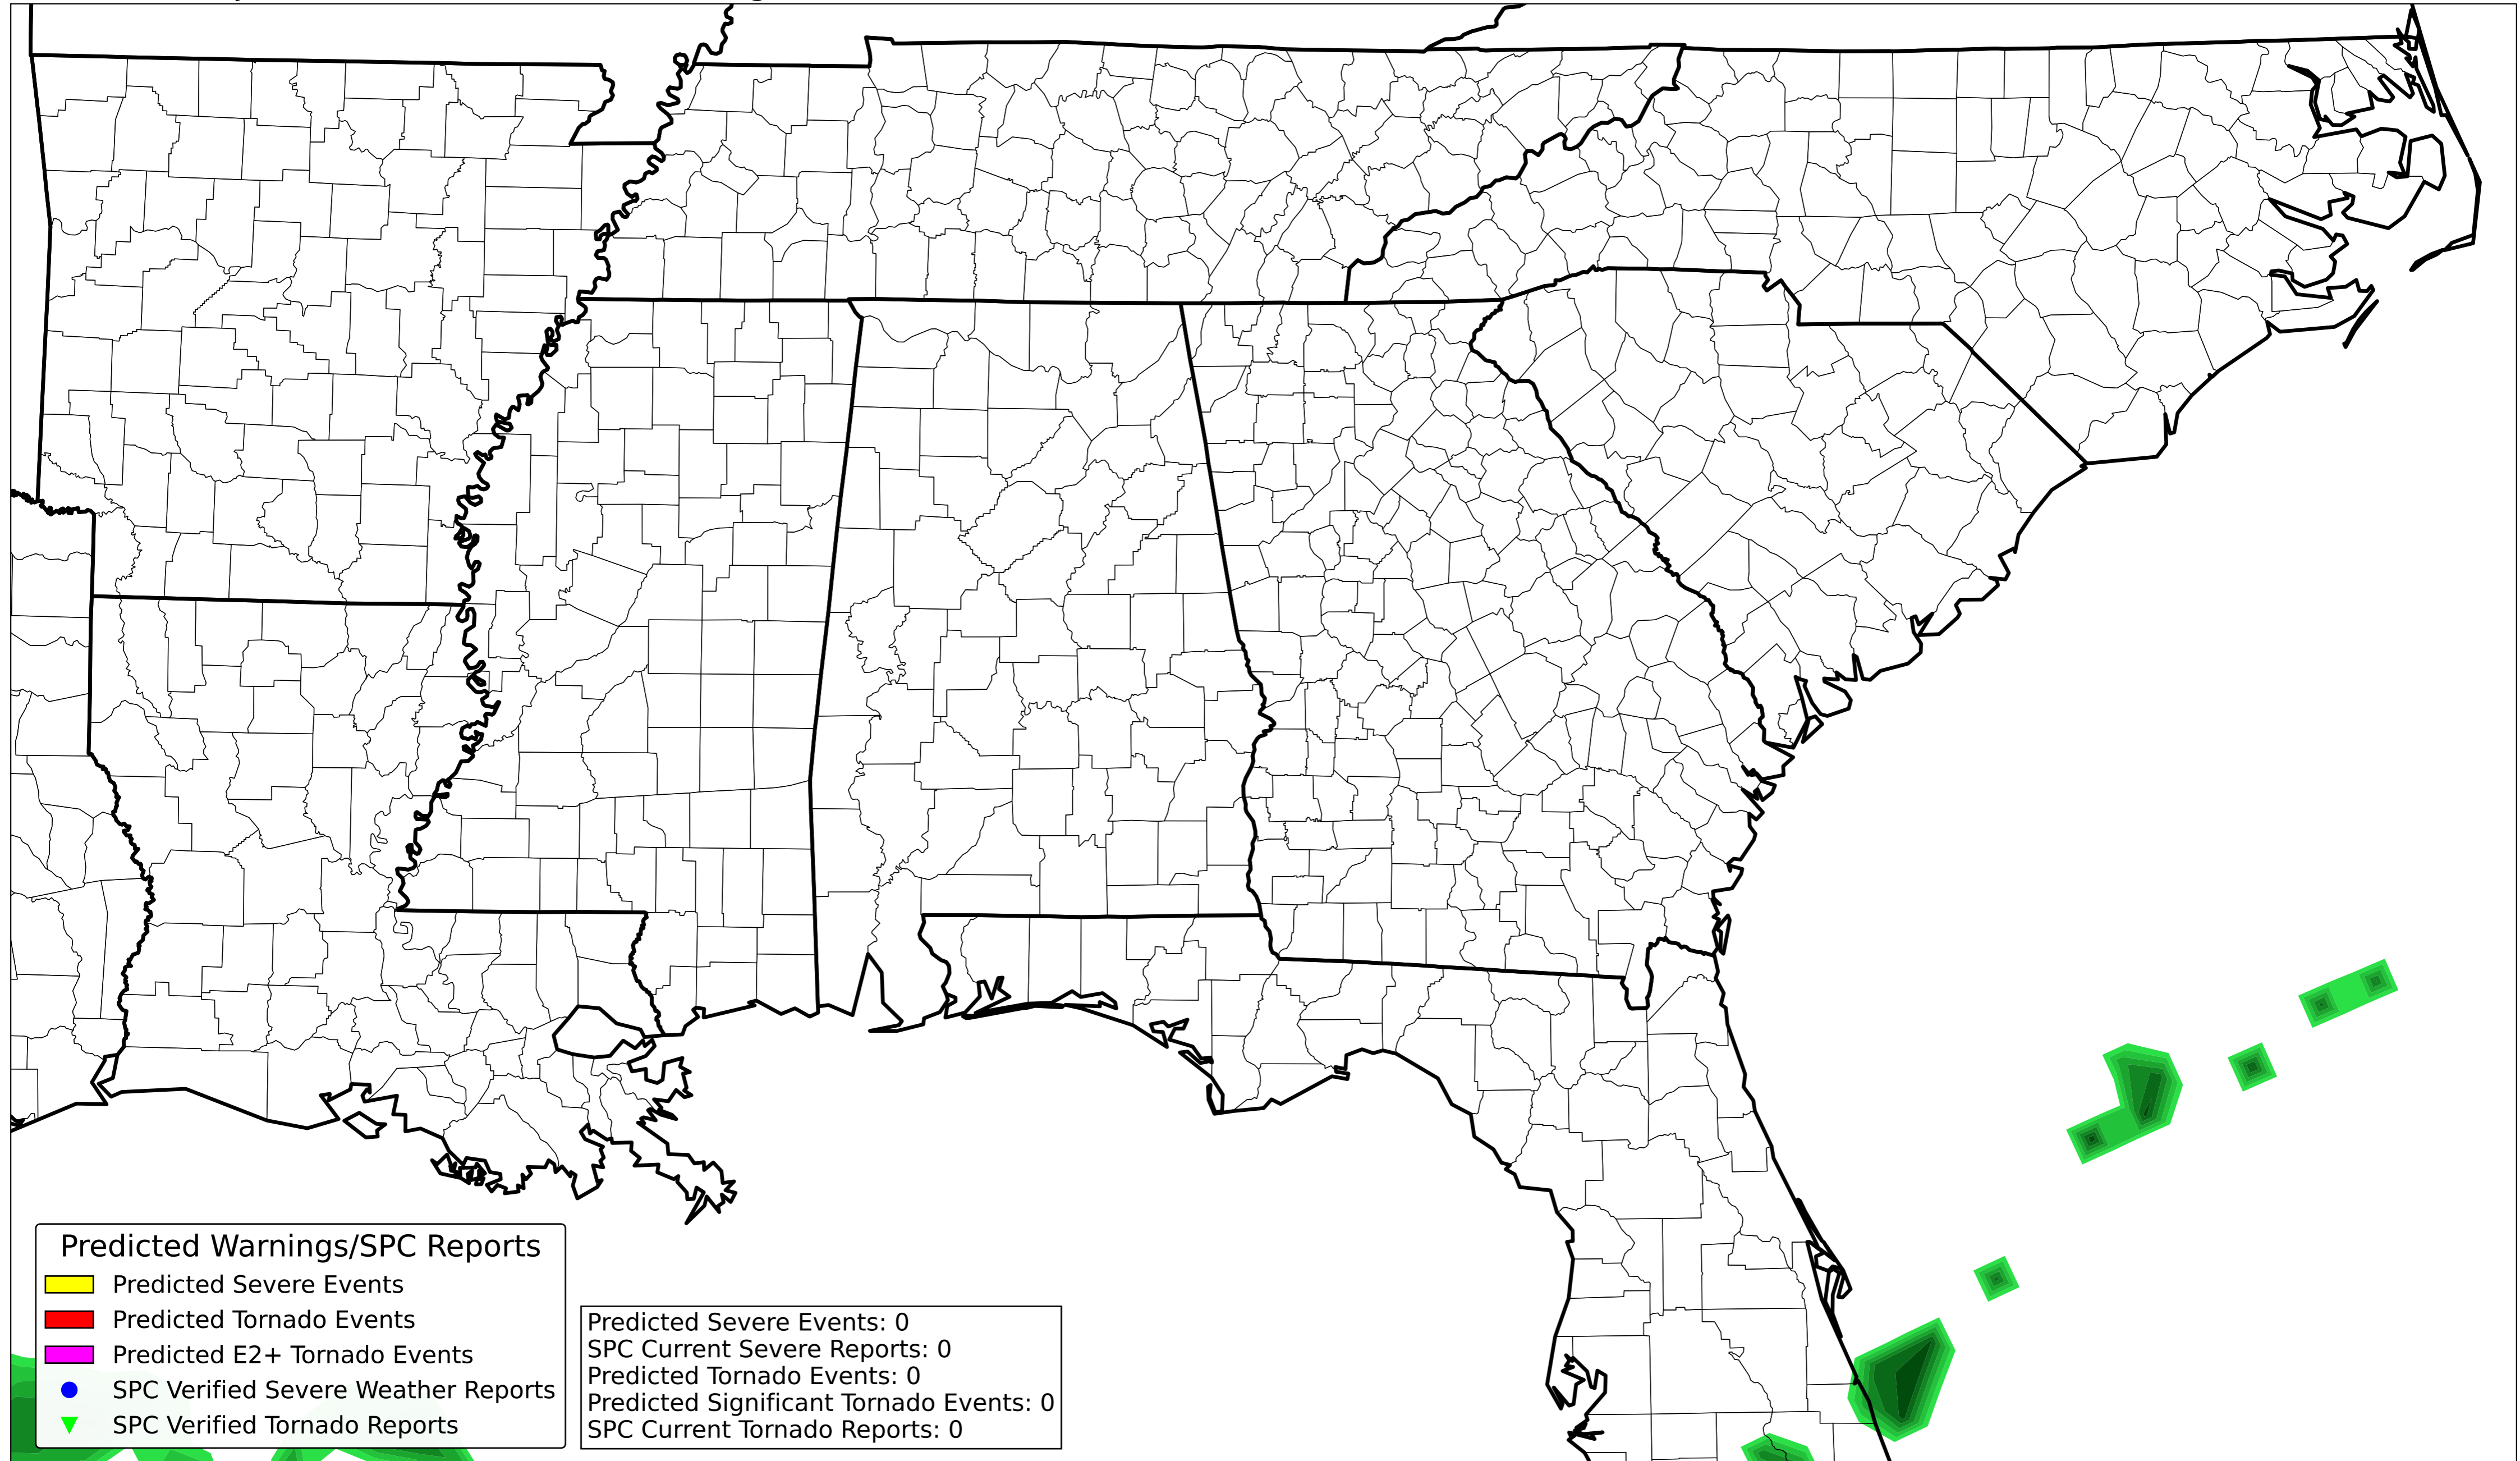 Predicted Warnings/SPC Reports
Predicted Severe Events
Predicted Tornado Events
Predicted E2+ Tornado Events
SPC Verified Severe Weather Reports
SPC Verified Tornado Reports
Predicted Severe Events: 0
SPC Current Severe Reports: 0
Predicted Tornado Events: 0
Predicted Significant Tornado Events: 0
SPC Current Tornado Reports: 0